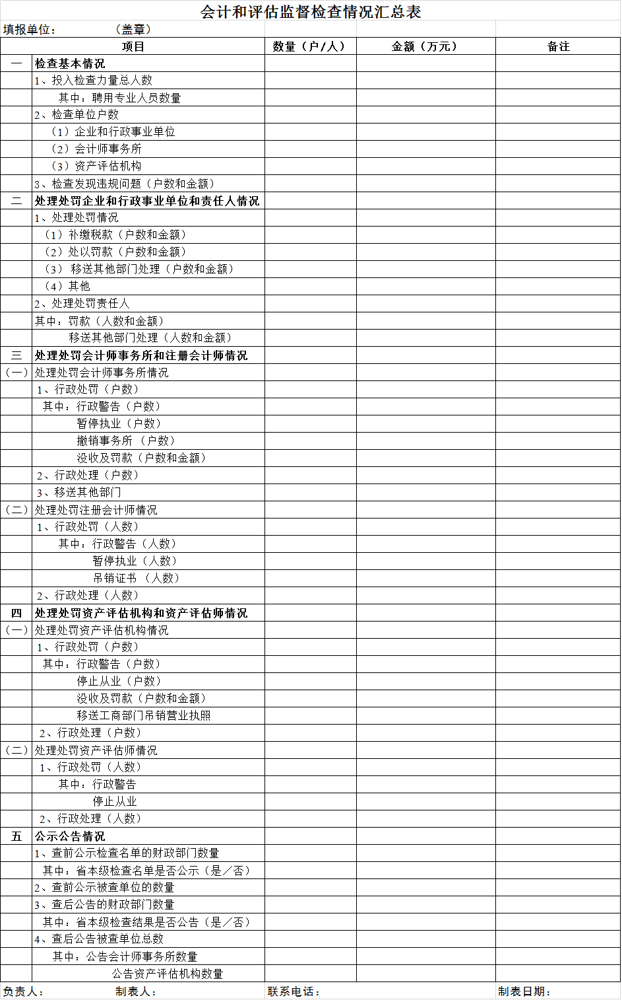 会计和评估监督检查情况汇总表
填报单位： （盖章）
项目 数量（户/人） 金额（万元） 备注
一 检查基本情况
1、投入检查力量总人数
其中：聘用专业人员数量
2、检查单位户数
（1）企业和行政事业单位
（2）会计师事务所
（3）资产评估机构
3、检查发现违规问题（户数和金额）
二 处理处罚企业和行政事业单位和责任人情况
1、处理处罚情况
（1）补缴税款（户数和金额）
（2）处以罚款（户数和金额）
（3） 移送其他部门处理（户数和金额）
（4）其他
2、处理处罚责任人
其中：罚款（人数和金额）
移送其他部门处理（人数和金额）
三 处理处罚会计师事务所和注册会计师情况
（一） 处理处罚会计师事务所情况
1、行政处罚（户数）
其中：行政警告（户数）
暂停执业（户数）
撤销事务所 （户数）
没收及罚款（户数和金额）
2、行政处理（户数）
3、移送其他部门
（二） 处理处罚注册会计师情况
1、行政处罚（人数）
其中：行政警告（人数）
暂停执业（人数）
吊销证书 （人数）
2、行政处理（人数）
四 处理处罚资产评估机构和资产评估师情况
（一） 处理处罚资产评估机构情况
1、行政处罚（户数）
其中：行政警告（户数）
停止从业（户数）
没收及罚款（户数和金额）
移送工商部门吊销营业执照
2、行政处理（户数）
（二） 处理处罚资产评估师情况
1、行政处罚（人数）
其中：行政警告
停止从业
2、行政处理（人数）
五 公示公告情况
1、查前公示检查名单的财政部门数量
其中：省本级检查名单是否公示（是／否）
2、查前公示被查单位的数量
3、查后公告的财政部门数量
其中：省本级检查结果是否公告（是／否）
4、查后公告被查单位总数
其中：公告会计师事务所数量
公告资产评估机构数量
负责人： 制表人： 联系电话： 制表日期：